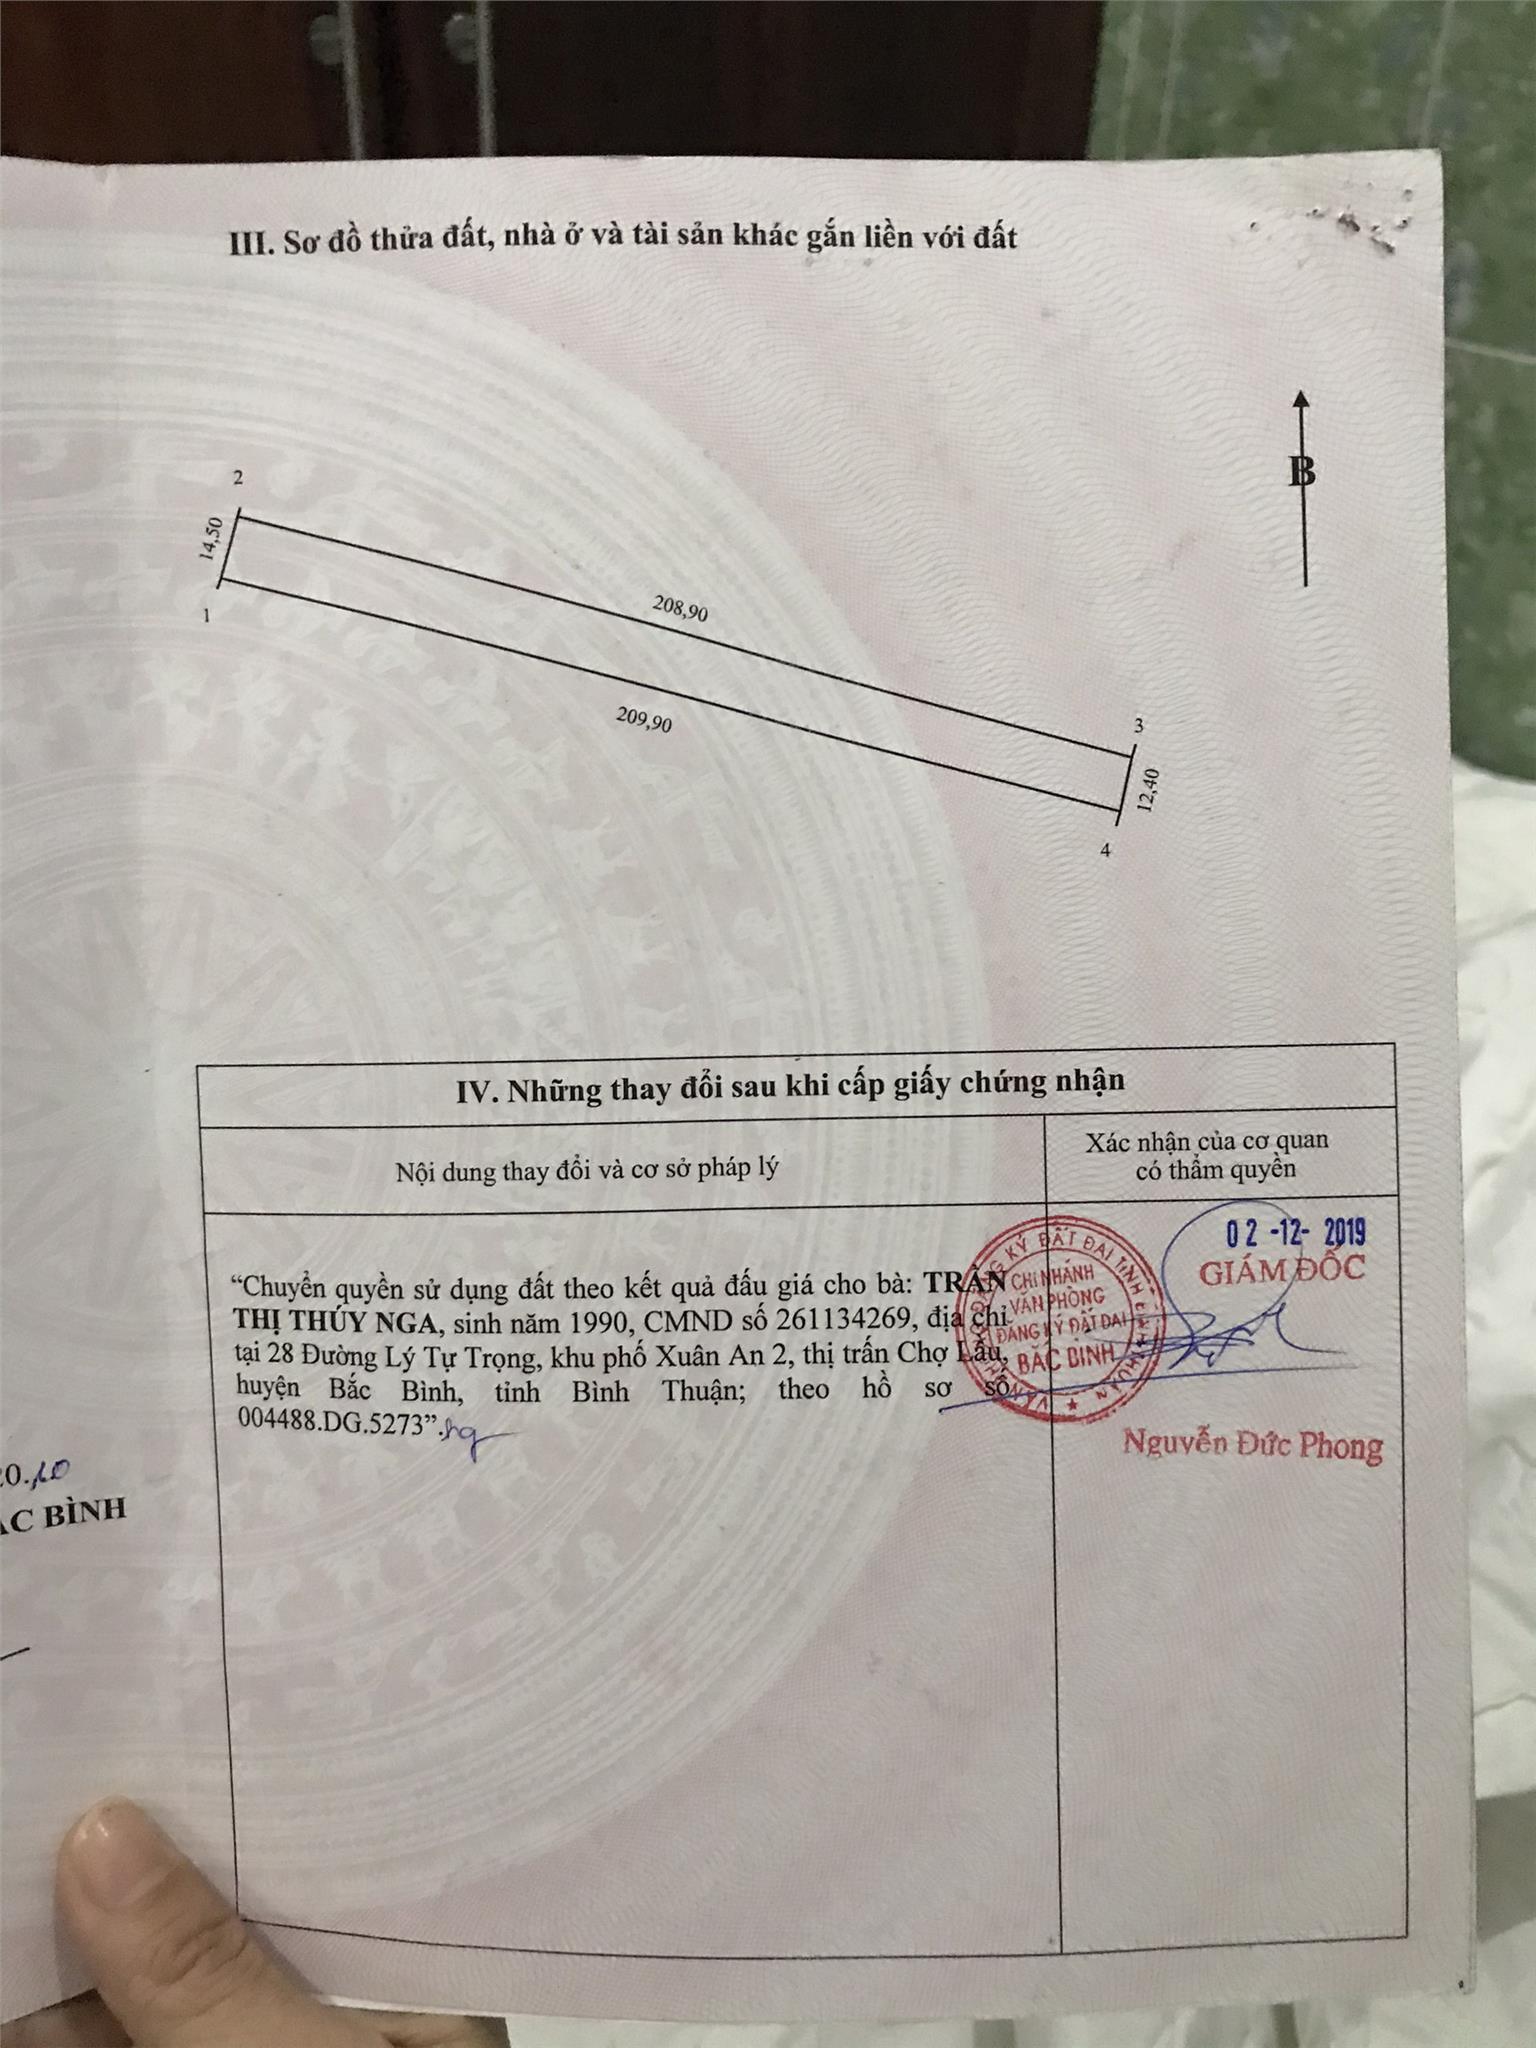 III. Sơ đồ thửa đất, nhà ở và tài sản khác gắn liền với đất
B
2
14,50
1
208,90
209,90
3
12,40
4
IV. Những thay đổi sau khi cấp giấy chứng nhận
Nội dung thay đổi và cơ sở pháp lý
Xác nhận của cơ quan
có thẩm quyền
“Chuyển quyền sử dụng đất theo kết quả đấu giá cho bà: TRẦN
THỊ THÚY NGA, sinh năm 1990, CMND số 261134269, địa chỉ
tại 28 Đường Lý Tự Trọng, khu phố Xuân An 2, thị trấn Chợ Lầu,
huyện Bắc Bình, tỉnh Bình Thuận; theo hồ sơ số
004488.DG.5273”.
02 -12- 2019
GIÁM ĐỐC
CHI NHÁNH
VĂN PHÒNG
ĐĂNG KÝ ĐẤT ĐAI
BẮC BÌNH
Nguyễn Đức Phong
20.10
ẮC BÌNH